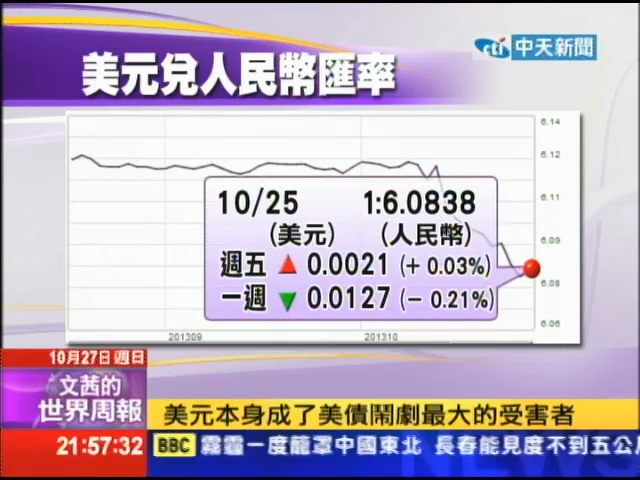 cti 中天新聞
美元兌人民幣匯率
6.14
6.12
6.11
6.09
6.08
6.06
10/25 1:6.0838
(美元) (人民幣)
週五 ▲ 0.0021 (+ 0.03%)
一週 ▼ 0.0127 (− 0.21%)
201309 201310
10月27日週日
文茜的
世界周報
美元本身成了美債鬧劇最大的受害者
21:57:32 BBC 霧霾一度籠罩中國東北 長春能見度不到五公
NEWS